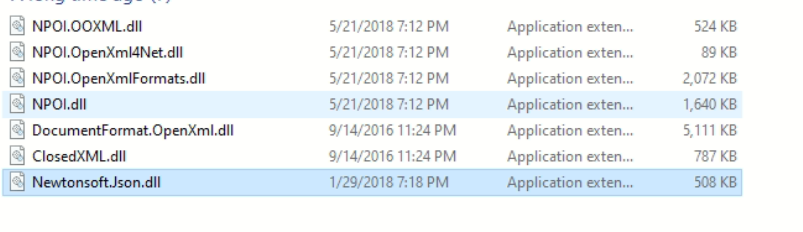 NPOI.OOXML.dll 5/21/2018 7:12 PM Application exten... 524 KB
NPOI.OpenXml4Net.dll 5/21/2018 7:12 PM Application exten... 89 KB
NPOI.OpenXmlFormats.dll 5/21/2018 7:12 PM Application exten... 2,072 KB
NPOI.dll 5/21/2018 7:12 PM Application exten... 1,640 KB
DocumentFormat.OpenXml.dll 9/14/2016 11:24 PM Application exten... 5,111 KB
ClosedXML.dll 9/14/2016 11:24 PM Application exten... 787 KB
Newtonsoft.Json.dll 1/29/2018 7:18 PM Application exten... 508 KB